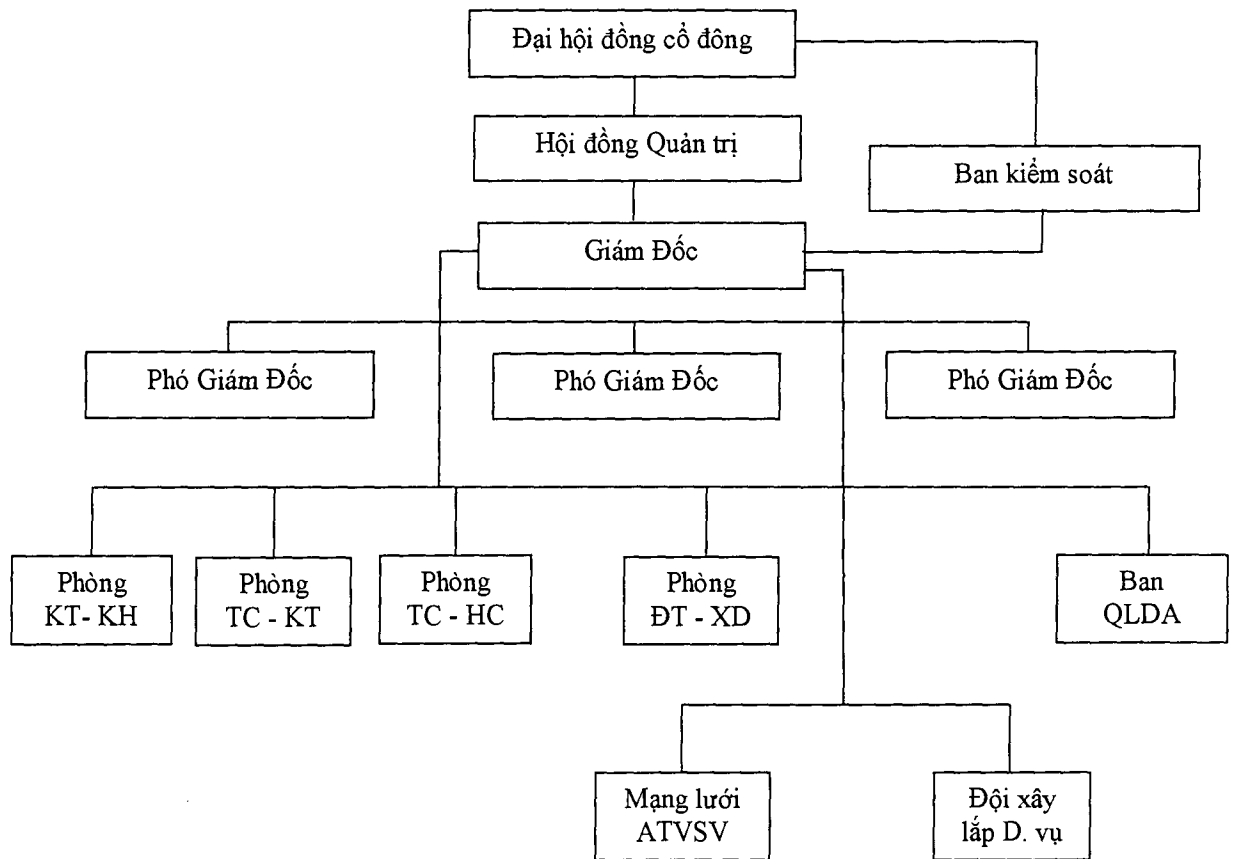 Đại hội đồng cổ đông
Hội đồng Quản trị
Ban kiểm soát
Giám Đốc
Phó Giám Đốc
Phó Giám Đốc
Phó Giám Đốc
Phòng
KT- KH
Phòng
TC - KT
Phòng
TC - HC
Phòng
ĐT - XD
Ban
QLDA
Mạng lưới
ATVSV
Đội xây
lắp D. vụ